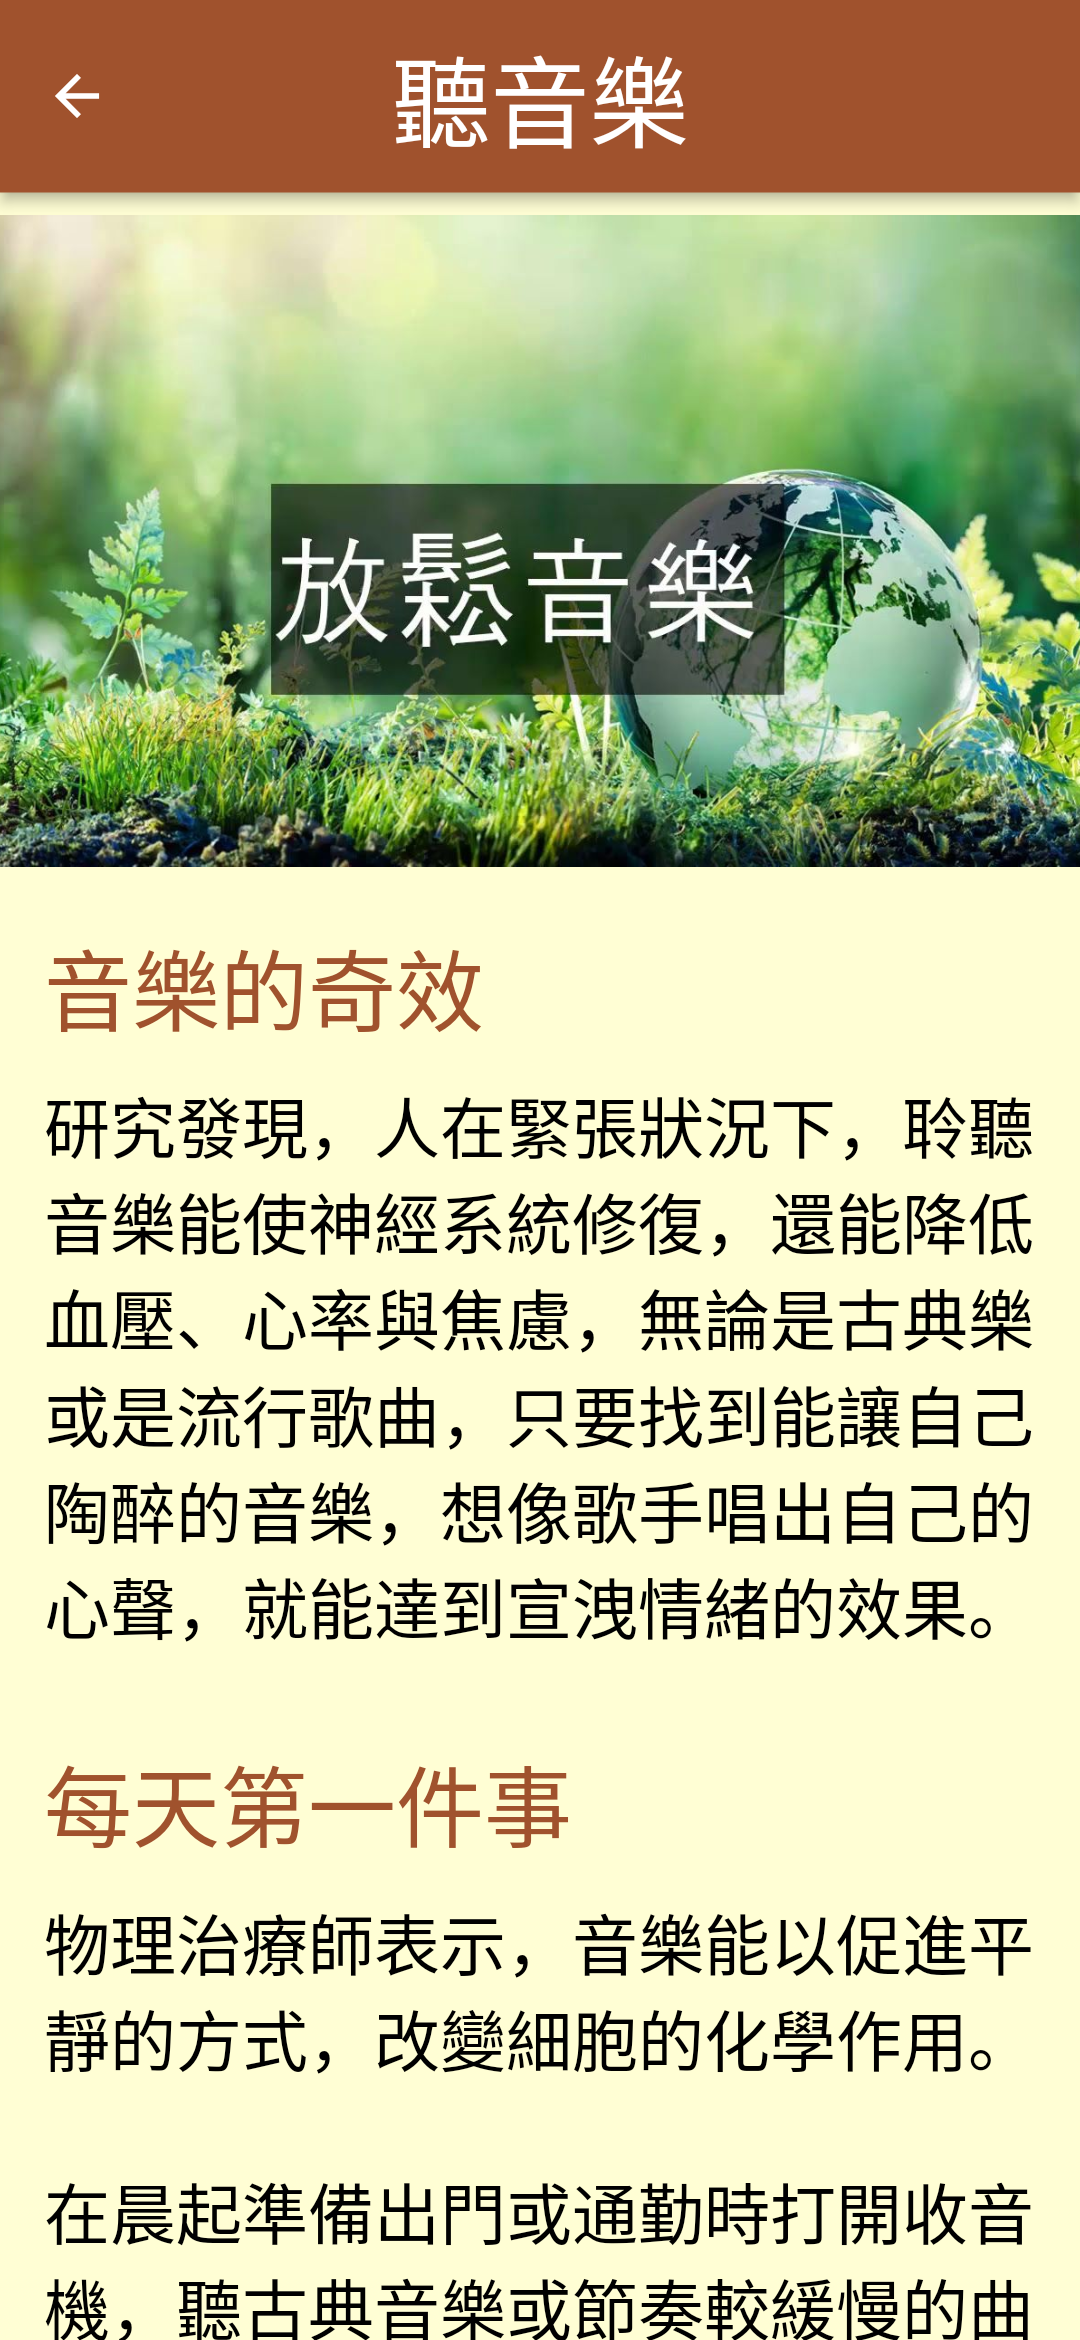 聽音樂
放鬆音樂
音樂的奇效
研究發現，人在緊張狀況下，聆聽
音樂能使神經系統修復，還能降低
血壓、心率與焦慮，無論是古典樂
或是流行歌曲，只要找到能讓自己
陶醉的音樂，想像歌手唱出自己的
心聲，就能達到宣洩情緒的效果。
每天第一件事
物理治療師表示，音樂能以促進平
靜的方式，改變細胞的化學作用。
在晨起準備出門或通勤時打開收音
機，聽古典音樂或節奏較緩慢的曲